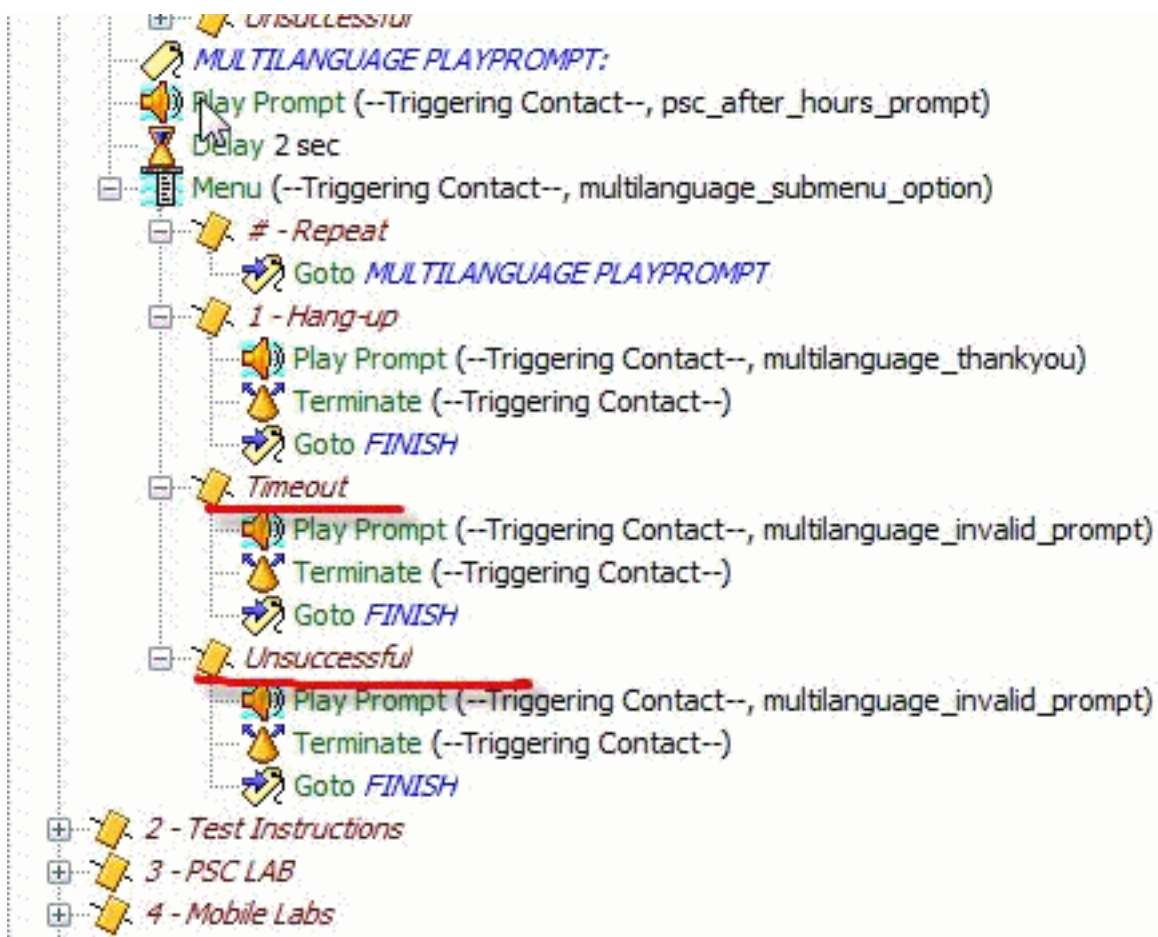 Unsuccessful
MULTILANGUAGE PLAYPROMPT:
Play Prompt (--Triggering Contact--, psc_after_hours_prompt)
Delay 2 sec
Menu (--Triggering Contact--, multilanguage_submenu_option)
# - Repeat
Goto MULTILANGUAGE PLAYPROMPT
1 - Hang-up
Play Prompt (--Triggering Contact--, multilanguage_thankyou)
Terminate (--Triggering Contact--)
Goto FINISH
Timeout
Play Prompt (--Triggering Contact--, multilanguage_invalid_prompt)
Terminate (--Triggering Contact--)
Goto FINISH
Unsuccessful
Play Prompt (--Triggering Contact--, multilanguage_invalid_prompt)
Terminate (--Triggering Contact--)
Goto FINISH
2 - Test Instructions
3 - PSC LAB
4 - Mobile Labs